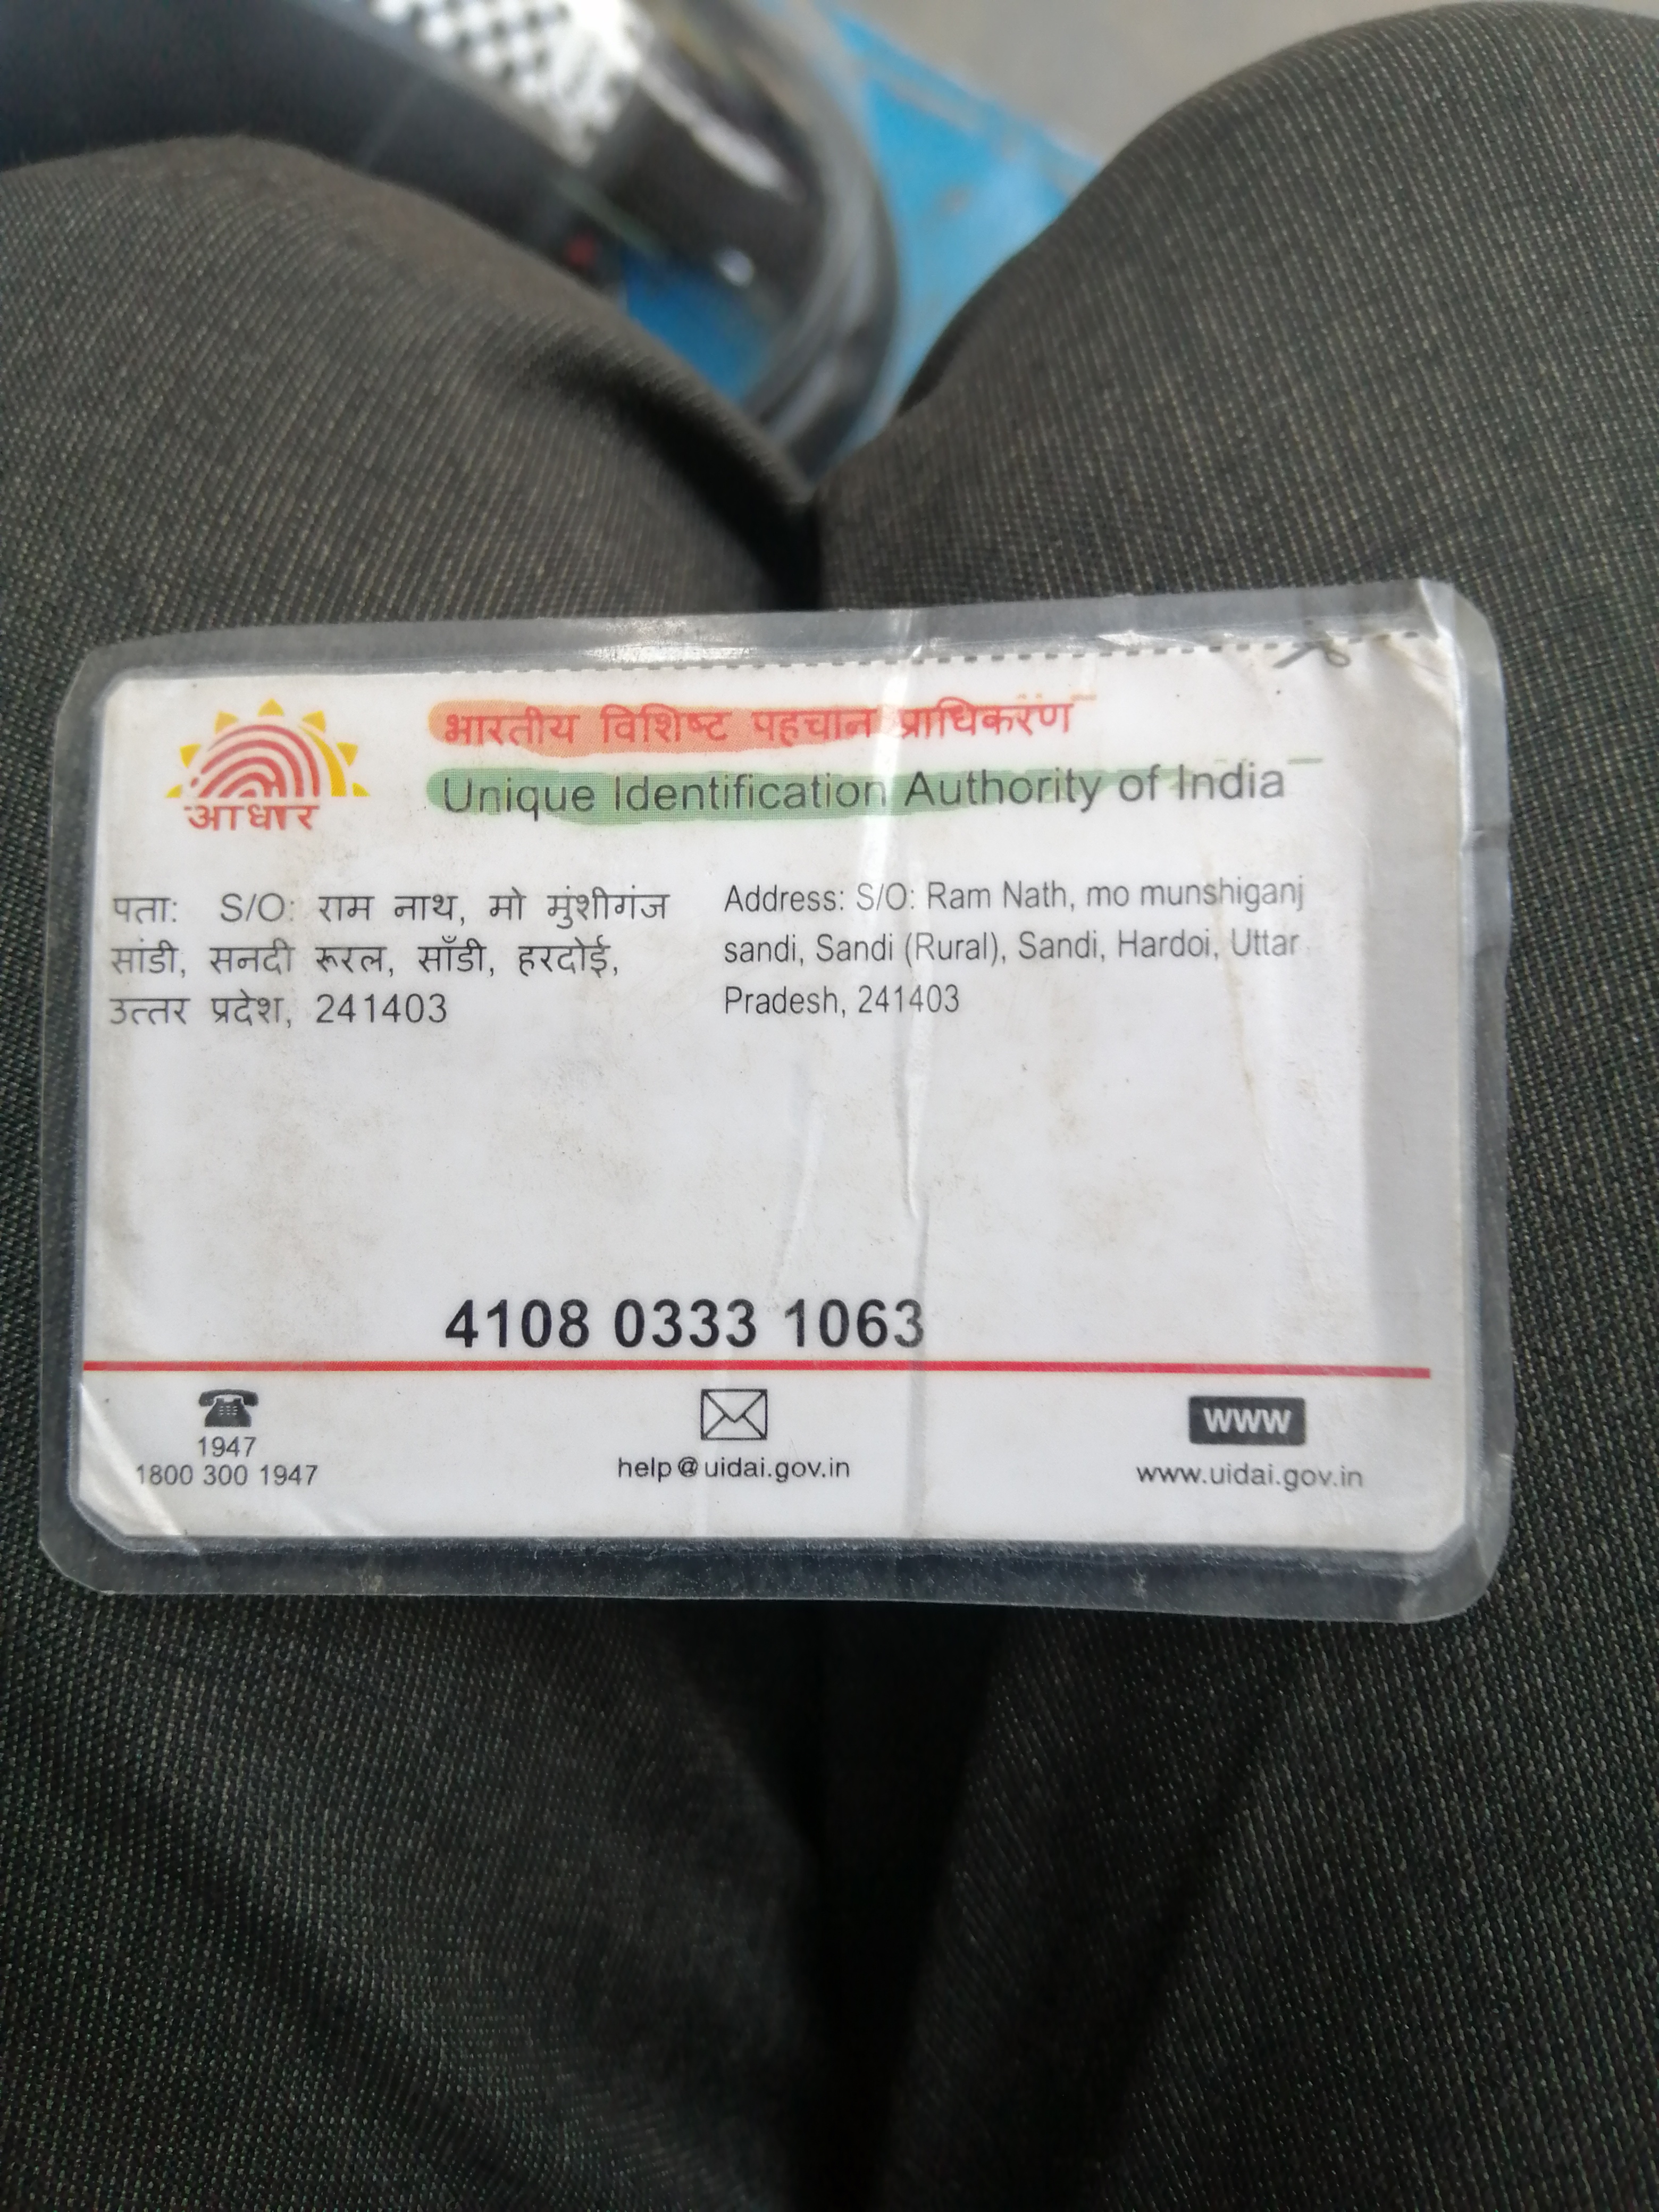 आधार
भारतीय विशिष्ट पहचान प्राधिकरण
Unique Identification Authority of India
पता: S/O: राम नाथ, मो मुंशीगंज
सांडी, सनदी रूरल, साँडी, हरदोई,
उत्तर प्रदेश, 241403
Address: S/O: Ram Nath, mo munshiganj
sandi, Sandi (Rural), Sandi, Hardoi, Uttar
Pradesh, 241403
4108 0333 1063
1947
1800 300 1947
help@uidai.gov.in
www
www.uidai.gov.in